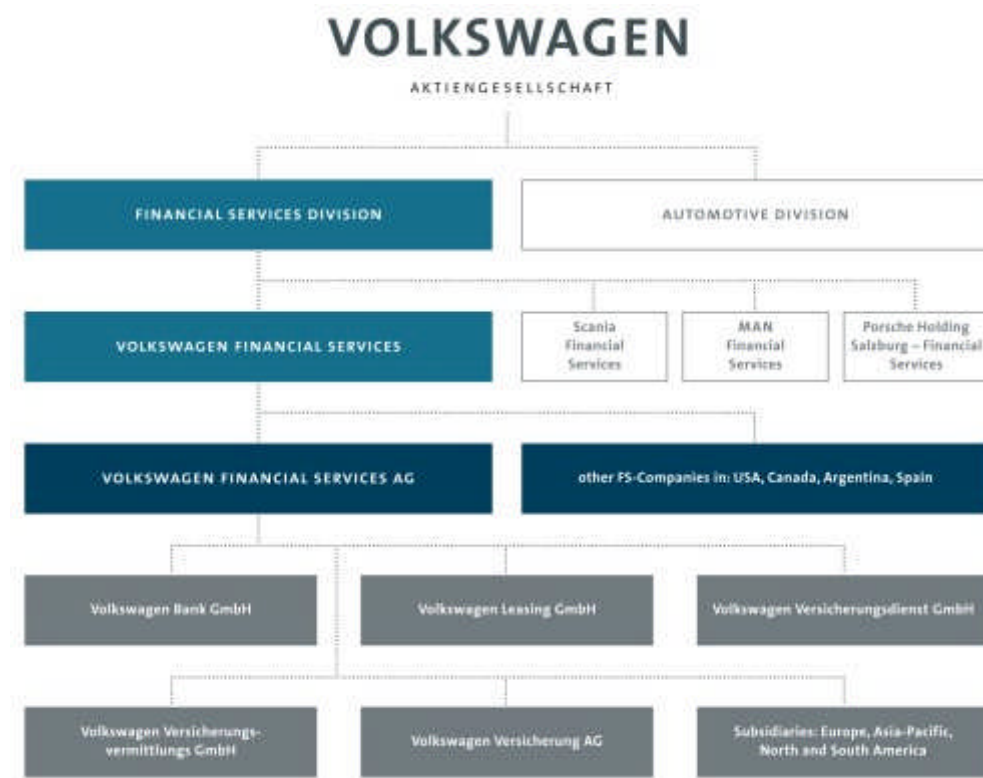 VOLKSWAGEN
AKTIENGESELLSCHAFT
FINANCIAL SERVICES DIVISION
AUTOMOTIVE DIVISION
VOLKSWAGEN FINANCIAL SERVICES
Scania
Financial
Services
MAN
Financial
Services
Porsche Holding
Salzburg – Financial
Services
VOLKSWAGEN FINANCIAL SERVICES AG
other FS-Companies in: USA, Canada, Argentina, Spain
Volkswagen Bank GmbH
Volkswagen Leasing GmbH
Volkswagen Versicherungsdienst GmbH
Volkswagen Versicherungs-
vermittlungs GmbH
Volkswagen Versicherung AG
Subsidiaries: Europe, Asia-Pacific,
North and South America